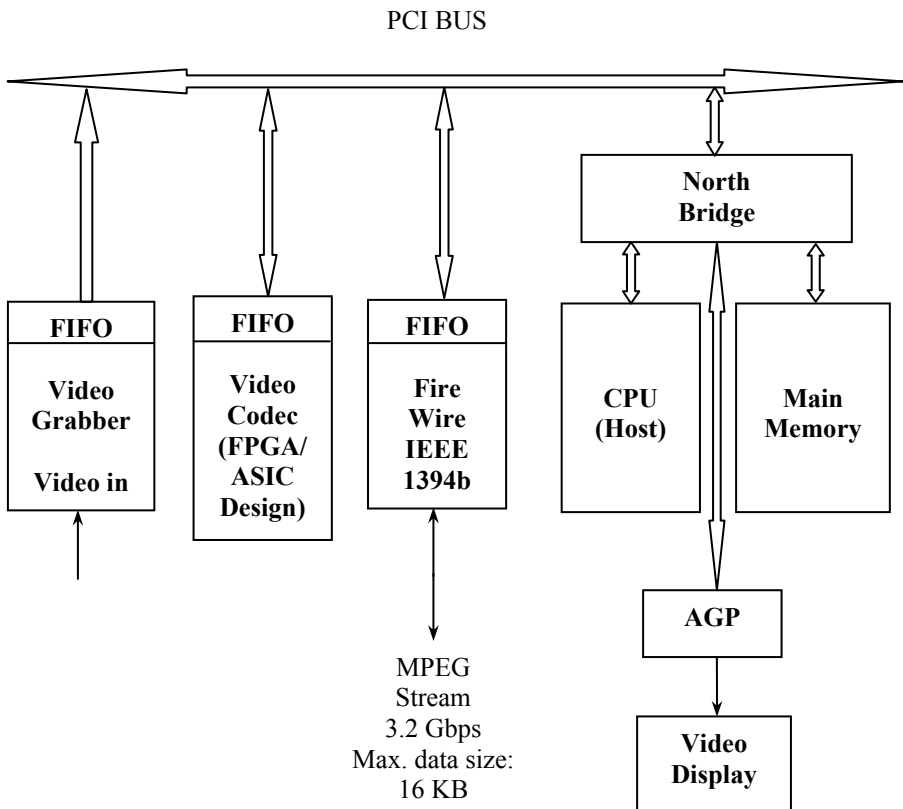 PCI BUS
North
Bridge
FIFO
Video
Grabber
Video in
FIFO
Video
Codec
(FPGA/
ASIC
Design)
FIFO
Fire
Wire
IEEE
1394b
CPU
(Host)
Main
Memory
AGP
MPEG
Stream
3.2 Gbps
Max. data size:
16 KB
Video
Display